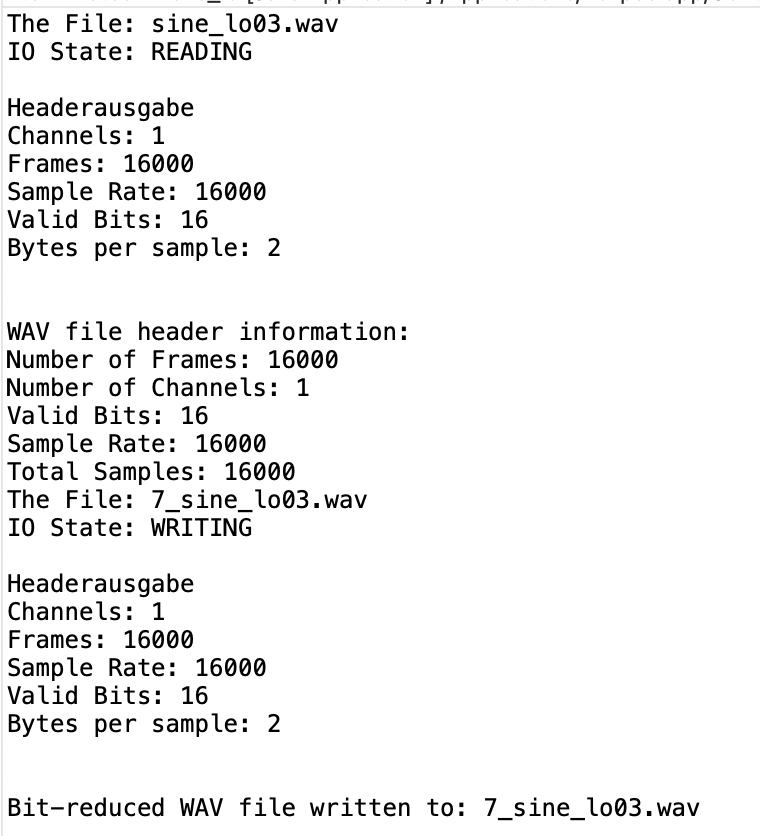 The File: sine_lo03.wav
IO State: READING
Headerausgabe
Channels: 1
Frames: 16000
Sample Rate: 16000
Valid Bits: 16
Bytes per sample: 2
WAV file header information:
Number of Frames: 16000
Number of Channels: 1
Valid Bits: 16
Sample Rate: 16000
Total Samples: 16000
The File: 7_sine_lo03.wav
IO State: WRITING
Headerausgabe
Channels: 1
Frames: 16000
Sample Rate: 16000
Valid Bits: 16
Bytes per sample: 2
Bit-reduced WAV file written to: 7_sine_lo03.wav